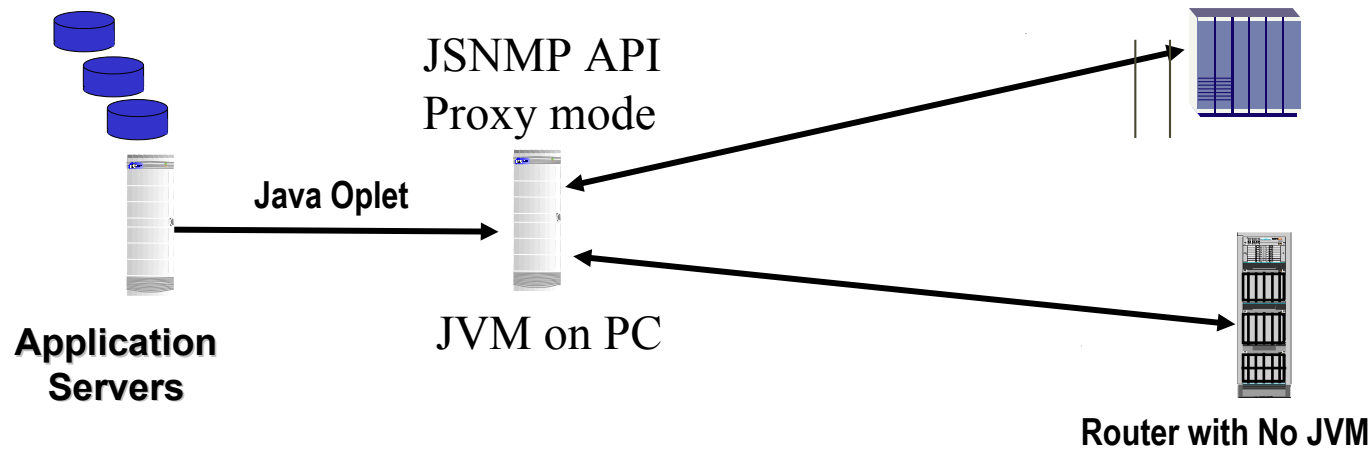 JSNMP API
Proxy mode
Java Oplet
JVM on PC
Application
Servers
Router with No JVM